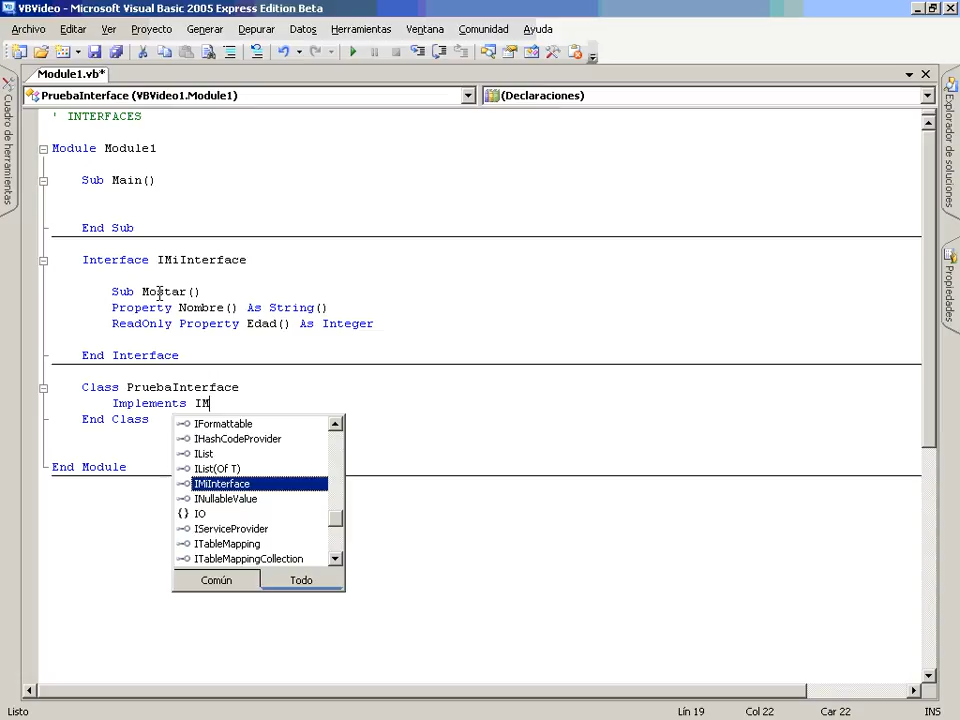 VBVideo - Microsoft Visual Basic 2005 Express Edition Beta
Archivo Editar Ver Proyecto Generar Depurar Datos Herramientas Ventana Comunidad Ayuda
Module1.vb*
PruebaInterface (VBVideo1.Module1) (Declaraciones)
Cuadro de herramientas
Explorador de soluciones
Propiedades
' INTERFACES
Module Module1
Sub Main()
End Sub
Interface IMiInterface
Sub Mostar()
Property Nombre() As String()
ReadOnly Property Edad() As Integer
End Interface
Class PruebaInterface
Implements IM
End Class
End Module
IFormattable
IHashCodeProvider
IList
IList(Of T)
IMiInterface
INullableValue
{} IO
IServiceProvider
ITableMapping
ITableMappingCollection
Común Todo
Listo Lín 19 Col 22 Car 22 INS